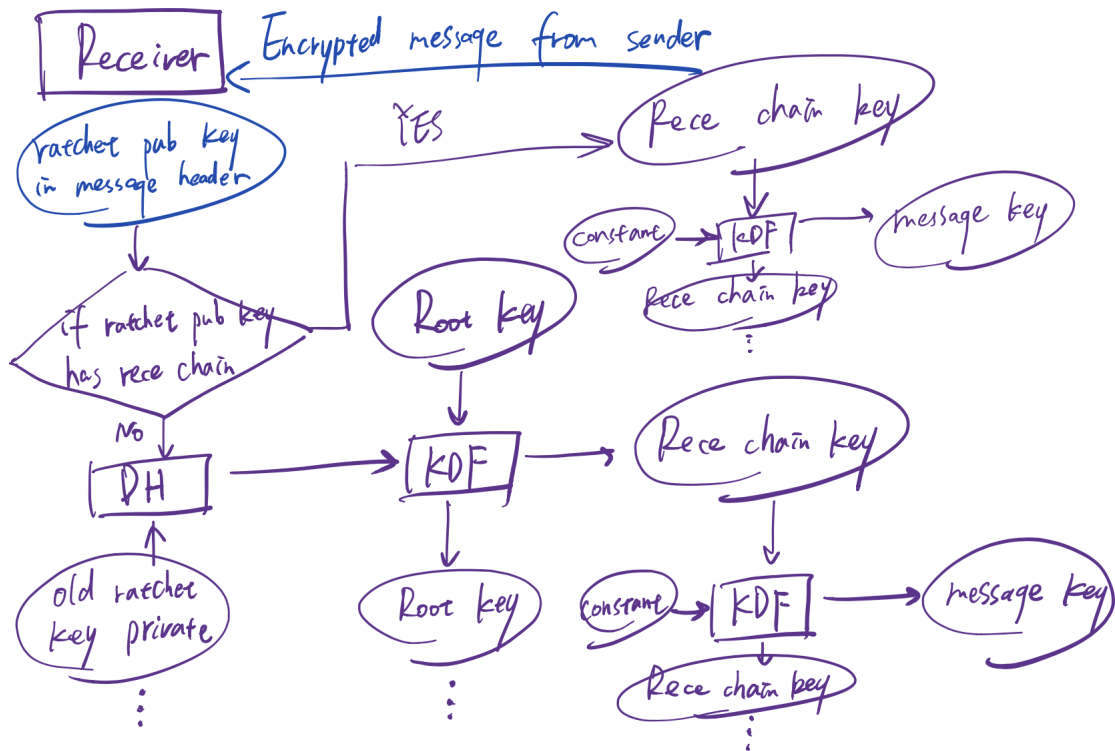 Receiver
Encrypted message from sender
ratchet pub key
in message header
YES
Rece chain key
constant
KDF
message key
Rece chain key
if ratchet pub key
has rece chain
Root key
No
DH
KDF
Rece chain key
old ratchet
key private
Root key
constant
KDF
message key
Rece chain key